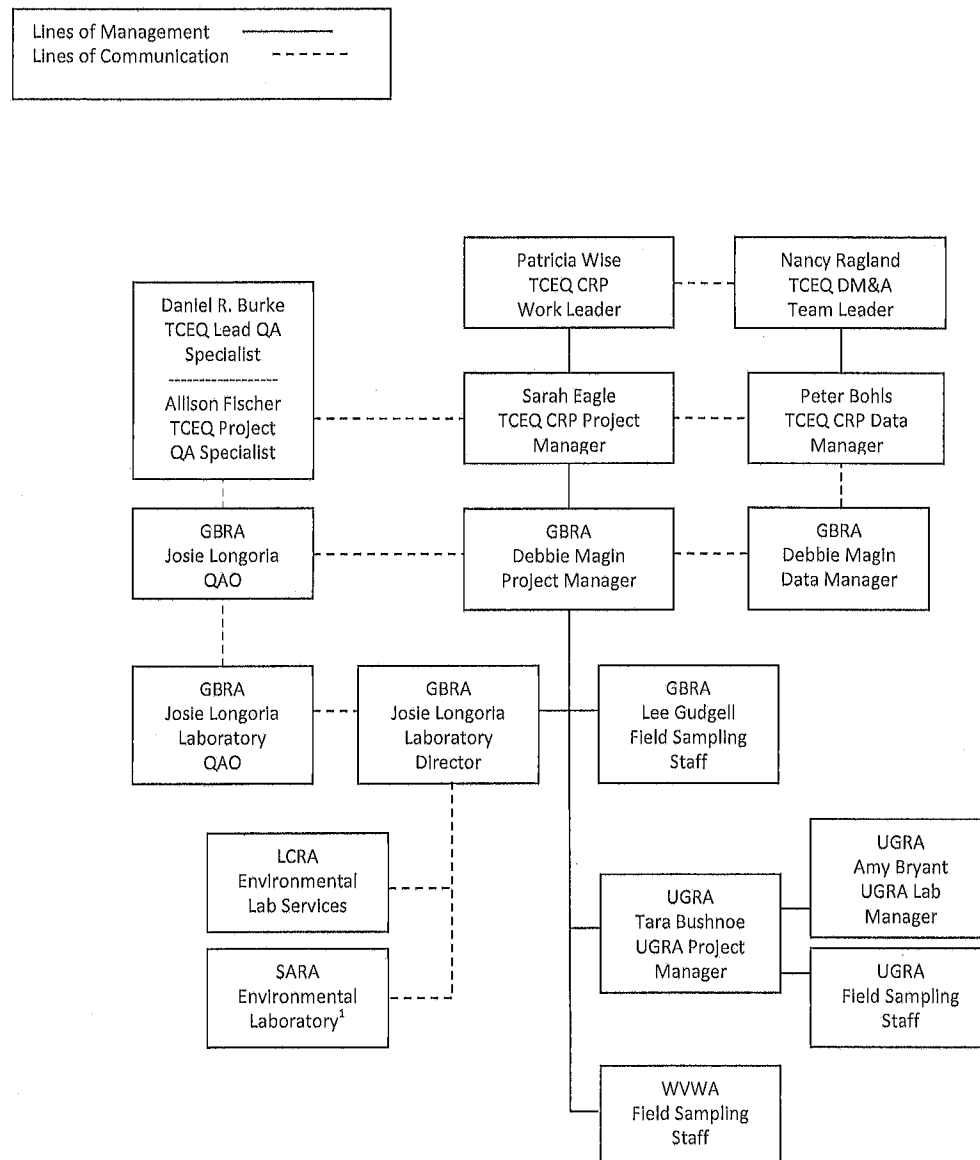 Lines of Management
Lines of Communication
Patricia Wise
TCEQ CRP
Work Leader
Nancy Ragland
TCEQ DM&A
Team Leader
Daniel R. Burke
TCEQ Lead QA
Specialist
Allison Fischer
TCEQ Project
QA Specialist
Sarah Eagle
TCEQ CRP Project
Manager
Peter Bohls
TCEQ CRP Data
Manager
GBRA
Josie Longoria
QAO
GBRA
Debbie Magin
Project Manager
GBRA
Debbie Magin
Data Manager
GBRA
Josie Longoria
Laboratory
QAO
GBRA
Josie Longoria
Laboratory
Director
GBRA
Lee Gudgell
Field Sampling
Staff
LCRA
Environmental
Lab Services
UGRA
Tara Bushnoe
UGRA Project
Manager
UGRA
Amy Bryant
UGRA Lab
Manager
SARA
Environmental
Laboratory¹
UGRA
Field Sampling
Staff
WVWA
Field Sampling
Staff